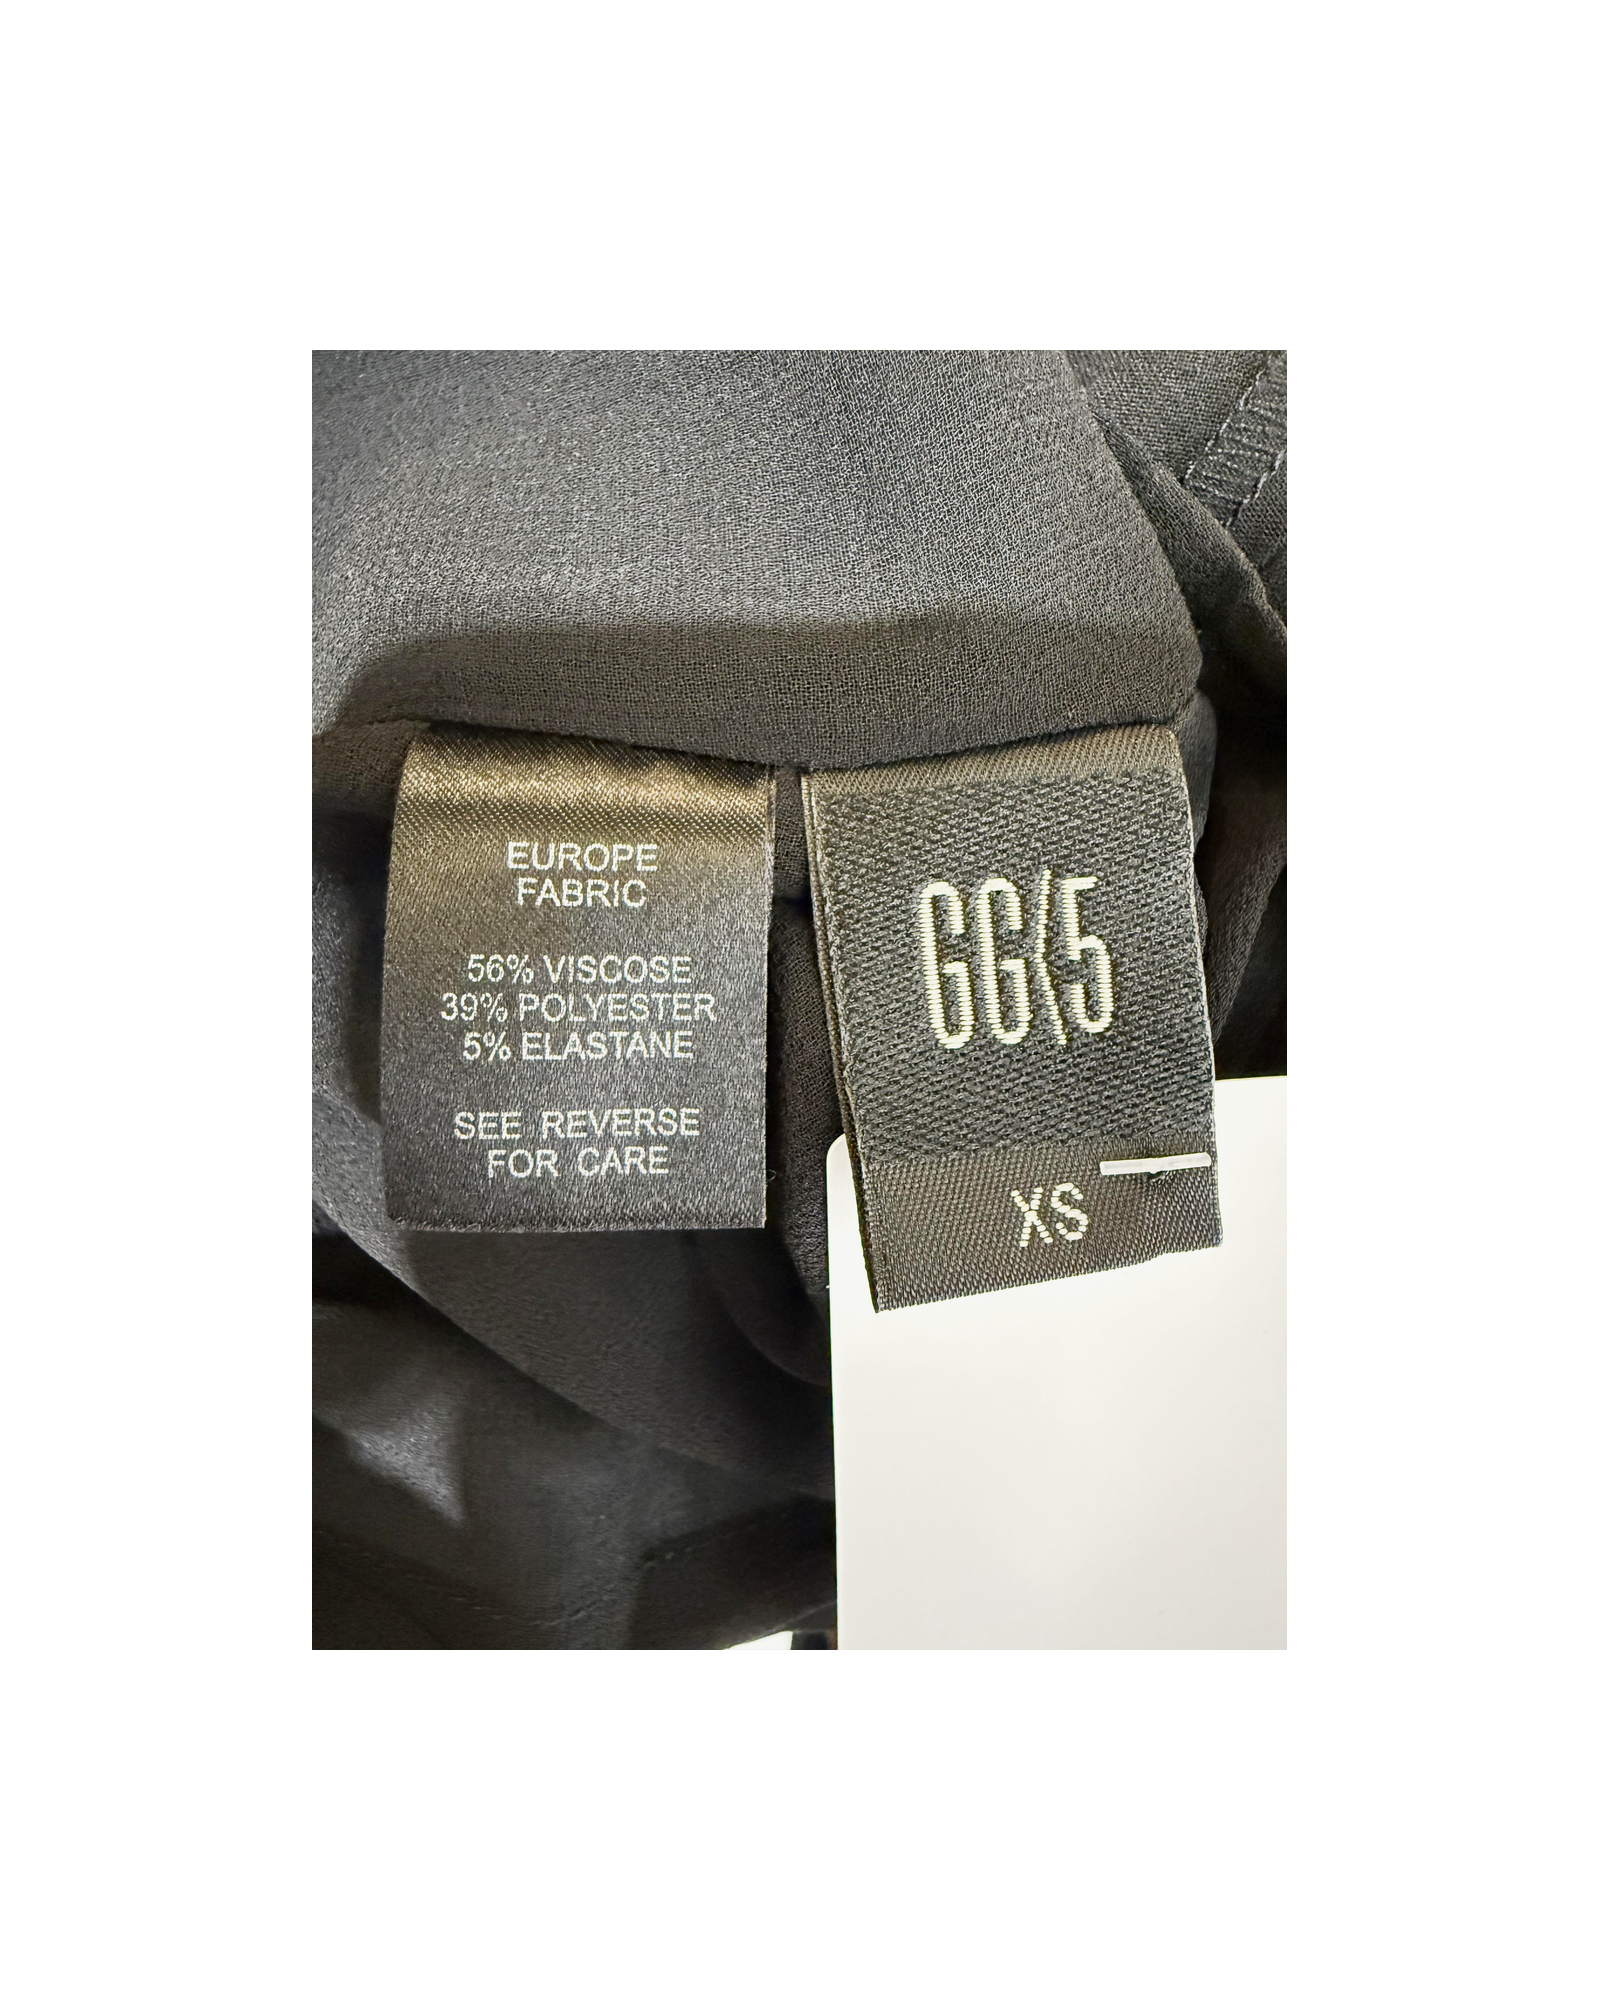 EUROPE
FABRIC
56% VISCOSE
39% POLYESTER
5% ELASTANE
SEE REVERSE
FOR CARE
GG(5
XS